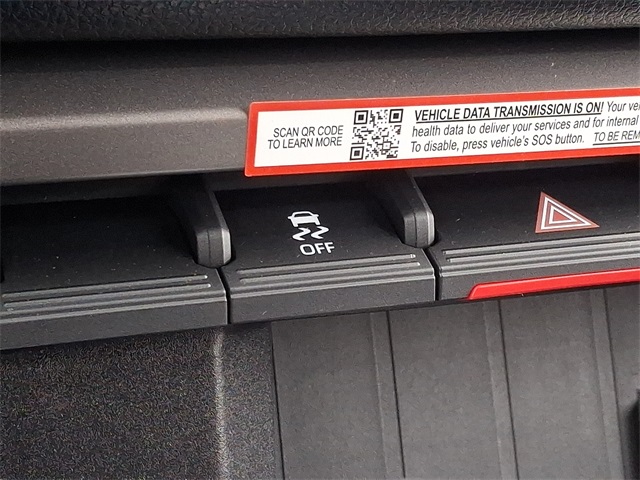 SCAN QR CODE
TO LEARN MORE
VEHICLE DATA TRANSMISSION IS ON! Your
health data to deliver your services and for internal
To disable, press vehicle's SOS button. TO BE
OFF